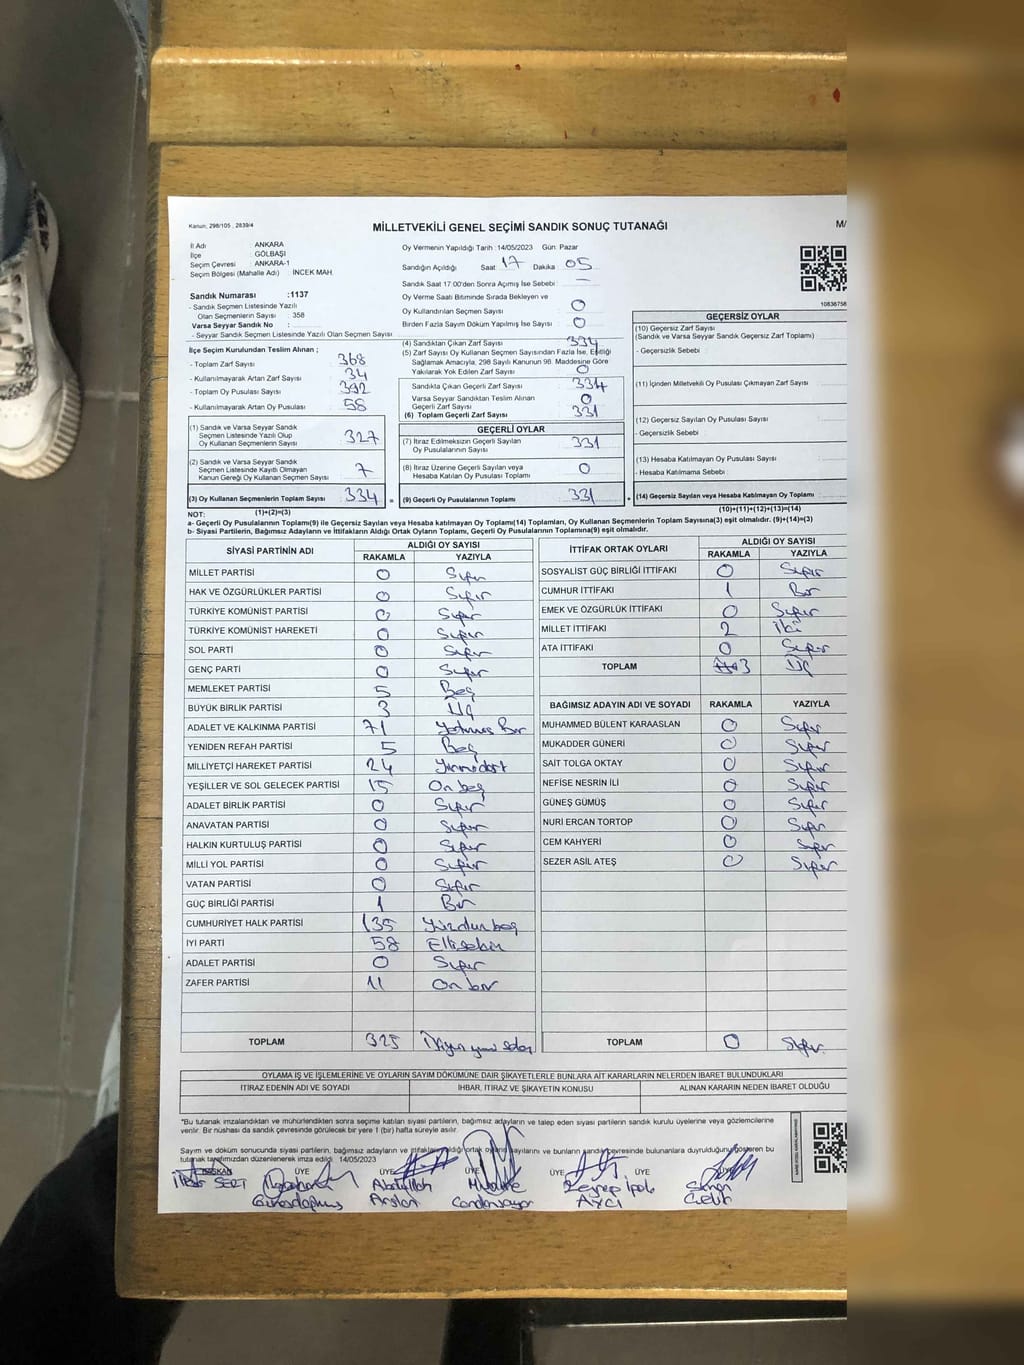 Kanun; 298/105 , 2839/4
MİLLETVEKİLİ GENEL SEÇİMİ SANDIK SONUÇ TUTANAĞI
M/
İl Adı : ANKARA
İlçe : GÖLBAŞI
Seçim Çevresi : ANKARA-1
Seçim Bölgesi (Mahalle Adı) : İNCEK MAH.
Oy Vermenin Yapıldığı Tarih :14/05/2023 Gün: Pazar
Sandığın Açıldığı Saat : 17 Dakika : 05
Sandık Saat 17:00'den Sonra Açımış İse Sebebi : —
Sandık Numarası :1137
- Sandık Seçmen Listesinde Yazılı
Olan Seçmenlerin Sayısı : 358
Varsa Seyyar Sandık No :
- Seyyar Sandık Seçmen Listesinde Yazılı Olan Seçmen Sayısı :
Oy Verme Saati Bitiminde Sırada Bekleyen ve
Oy Kullandırılan Seçmen Sayısı : 0
Birden Fazla Sayım Döküm Yapılmış İse Sayısı : 0
10836758
İlçe Seçim Kurulundan Teslim Alınan ;
- Toplam Zarf Sayısı : 368
- Kullanılmayarak Artan Zarf Sayısı : 34
- Toplam Oy Pusulası Sayısı : 392
- Kullanılmayarak Artan Oy Pusulası : 58
(1) Sandık ve Varsa Seyyar Sandık
Seçmen Listesinde Yazılı Olup
Oy Kullanan Seçmenlerin Sayısı : 327
(2) Sandık ve Varsa Seyyar Sandık
Seçmen Listesinde Kayıtlı Olmayan
Kanun Gereği Oy Kullanan Seçmen Sayısı : 7
(3) Oy Kullanan Seçmenlerin Toplam Sayısı : 334 =
(4) Sandıktan Çıkan Zarf Sayısı : 334
(5) Zarf Sayısı Oy Kullanan Seçmen Sayısından Fazla İse, Eşitliği
Sağlamak Amacıyla, 298 Sayılı Kanunun 98. Maddesine Göre
Yakılarak Yok Edilen Zarf Sayısı : 0
Sandıkta Çıkan Geçerli Zarf Sayısı : 334
Varsa Seyyar Sandıktan Teslim Alınan
Geçerli Zarf Sayısı : 0
(6) Toplam Geçerli Zarf Sayısı : 331
GEÇERLİ OYLAR
(7) İtiraz Edilmeksizin Geçerli Sayılan
Oy Pusulalarının Sayısı : 331
(8) İtiraz Üzerine Geçerli Sayılan veya
Hesaba Katılan Oy Pusulası Toplamı : 0
(9) Geçerli Oy Pusulalarının Toplamı : 331 +
GEÇERSİZ OYLAR
(10) Geçersiz Zarf Sayısı
(Sandık ve Varsa Seyyar Sandık Geçersiz Zarf Toplamı) :
- Geçersizlik Sebebi :
(11) İçinden Milletvekili Oy Pusulası Çıkmayan Zarf Sayısı :
(12) Geçersiz Sayılan Oy Pusulası Sayısı :
- Geçersizlik Sebebi :
(13) Hesaba Katılmayan Oy Pusulası Sayısı :
- Hesaba Katılmama Sebebi :
(14) Geçersiz Sayılan veya Hesaba Katılmayan Oy Toplamı :
NOT: (1)+(2)=(3)
(10)+(11)+(12)+(13)=(14)
a- Geçerli Oy Pusulalarının Toplamı(9) ile Geçersiz Sayılan veya Hesaba katılmayan Oy Toplamı(14) Toplamları, Oy Kullanan Seçmenlerin Toplam Sayısına(3) eşit olmalıdır. (9)+(14)=(3)
b- Siyasi Partilerin, Bağımsız Adayların ve İttifakların Aldığı Ortak Oyların Toplamı, Geçerli Oy Pusulalarının Toplamına(9) eşit olmalıdır.
SİYASİ PARTİNİN ADI ALDIĞI OY SAYISI
RAKAMLA YAZIYLA
MİLLET PARTİSİ 0 Sıfır
HAK VE ÖZGÜRLÜKLER PARTİSİ 0 Sıfır
TÜRKİYE KOMÜNİST PARTİSİ 0 Sıfır
TÜRKİYE KOMÜNİST HAREKETİ 0 Sıfır
SOL PARTİ 0 Sıfır
GENÇ PARTİ 0 Sıfır
MEMLEKET PARTİSİ 5 Beş
BÜYÜK BİRLİK PARTİSİ 3 Üç
ADALET VE KALKINMA PARTİSİ 71 Yetmiş Bir
YENİDEN REFAH PARTİSİ 5 Beş
MİLLİYETÇİ HAREKET PARTİSİ 24 Yirmidört
YEŞİLLER VE SOL GELECEK PARTİSİ 15 On beş
ADALET BİRLİK PARTİSİ 0 Sıfır
ANAVATAN PARTİSİ 0 Sıfır
HALKIN KURTULUŞ PARTİSİ 0 Sıfır
MİLLİ YOL PARTİSİ 0 Sıfır
VATAN PARTİSİ 0 Sıfır
GÜÇ BİRLİĞİ PARTİSİ 1 Bir
CUMHURİYET HALK PARTİSİ 135
İYİ PARTİ 58 Ellisekiz
ADALET PARTİSİ 0 Sıfır
ZAFER PARTİSİ 11 On bir
TOPLAM 325
İTTİFAK ORTAK OYLARI ALDIĞI OY SAYISI
RAKAMLA YAZIYLA
SOSYALİST GÜÇ BİRLİĞİ İTTİFAKI 0 Sıfır
CUMHUR İTTİFAKI 1 Bir
EMEK VE ÖZGÜRLÜK İTTİFAKI 0 Sıfır
MİLLET İTTİFAKI 2 İki
ATA İTTİFAKI 0 Sıfır
TOPLAM 3 Üç
BAĞIMSIZ ADAYIN ADI VE SOYADI RAKAMLA YAZIYLA
MUHAMMED BÜLENT KARAASLAN 0 Sıfır
MUKADDER GÜNERİ 0 Sıfır
SAİT TOLGA OKTAY 0 Sıfır
NEFİSE NESRİN İLİ 0 Sıfır
GÜNEŞ GÜMÜŞ 0 Sıfır
NURİ ERCAN TORTOP 0 Sıfır
CEM KAHYERİ 0 Sıfır
SEZER ASİL ATEŞ 0 Sıfır
TOPLAM 0 Sıfır
OYLAMA İŞ VE İŞLEMLERİNE VE OYLARIN SAYIM DÖKÜMÜNE DAİR ŞİKAYETLERLE BUNLARA AİT KARARLARIN NELERDEN İBARET BULUNDUKLARI
İTİRAZ EDENİN ADI VE SOYADI İHBAR, İTİRAZ VE ŞİKAYETİN KONUSU ALINAN KARARIN NEDEN İBARET OLDUĞU
*Bu tutanak imzalandıktan ve mühürlendikten sonra seçime katılan siyasi partilerin, bağımsız adayların ve talep eden siyasi partilerin sandık kurulu üyelerine veya gözlemcilerine
verilir. Bir nüshası da sandık çevresinde görülecek bir yere 1 (bir) hafta süreyle asılır.
Sayım ve döküm sonucunda siyasi partilerin, bağımsız adayların ve ittifakların aldığı ortak oyların sayılarını ve bunların sandık çevresinde bulunanlara duyrulduğunu gösteren bu
tutanak tarafımızdan düzenlenerek imza edildi. 14/05/2023
BAŞKAN ÜYE ÜYE ÜYE ÜYE ÜYE
SERT Abdullah Arslan Zeynep İpek Avcı